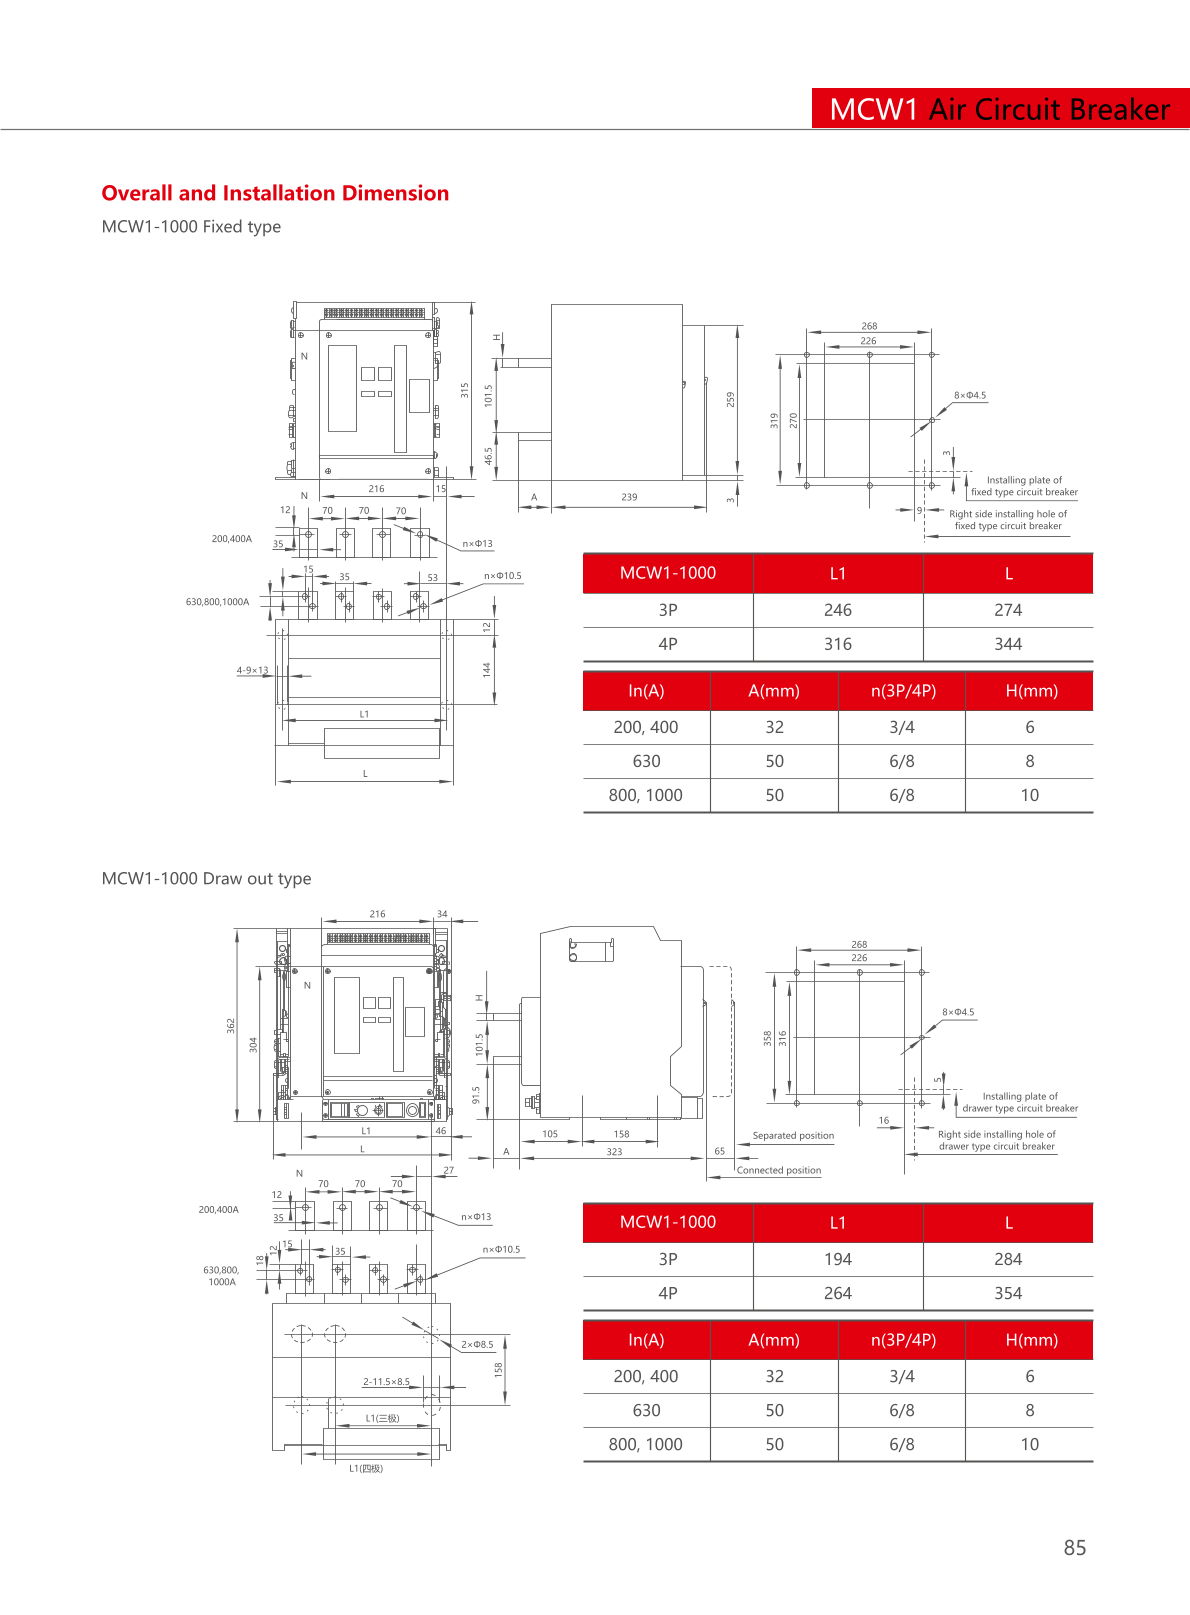 MCW1 Air Circuit Breaker
Overall and Installation Dimension
MCW1-1000 Fixed type
N
315
216
15
N
12
70
70
70
200,400A
35
n×Φ13
15
35
53
n×Φ10.5
630,800,1000A
12
4-9×13
144
L1
L
H
101.5
46.5
259
A
239
3
268
226
8×Φ4.5
319
270
3
Installing plate of
fixed type circuit breaker
9
Right side installing hole of
fixed type circuit breaker
MCW1-1000 L1 L
3P 246 274
4P 316 344
In(A) A(mm) n(3P/4P) H(mm)
200, 400 32 3/4 6
630 50 6/8 8
800, 1000 50 6/8 10
MCW1-1000 Draw out type
216
34
N
362
304
L1
46
L
27
N
70
70
70
12
200,400A
35
n×Φ13
15
12
18
35
n×Φ10.5
630,800,
1000A
2×Φ8.5
158
2-11.5×8.5
L1(三极)
L1(四极)
H
101.5
91.5
105
158
A
323
65
Separated position
Connected position
268
226
8×Φ4.5
358
316
5
Installing plate of
drawer type circuit breaker
16
Right side installing hole of
drawer type circuit breaker
MCW1-1000 L1 L
3P 194 284
4P 264 354
In(A) A(mm) n(3P/4P) H(mm)
200, 400 32 3/4 6
630 50 6/8 8
800, 1000 50 6/8 10
85